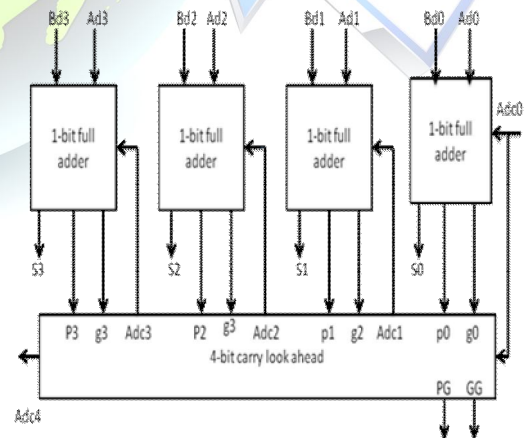 Bd3 Ad3 Bd2 Ad2 Bd1 Ad1 Bd0 Ad0
Adc0
1-bit full
adder
1-bit full
adder
1-bit full
adder
1-bit full
adder
S3 S2 S1 S0
P3 g3 Adc3 P2 g3 Adc2 p1 g2 Adc1 p0 g0
4-bit carry look ahead
PG GG
Adc4